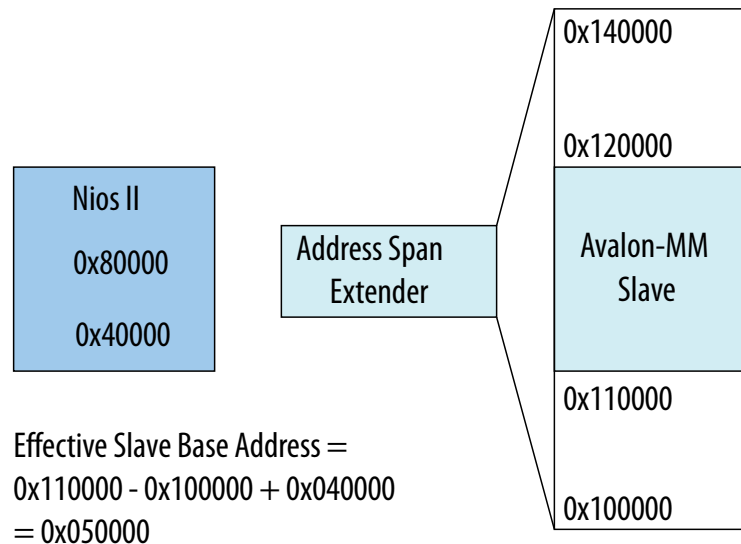 Nios II
0x80000
0x40000
Address Span
Extender
0x140000
0x120000
Avalon-MM
Slave
0x110000
0x100000
Effective Slave Base Address =
0x110000 - 0x100000 + 0x040000
= 0x050000